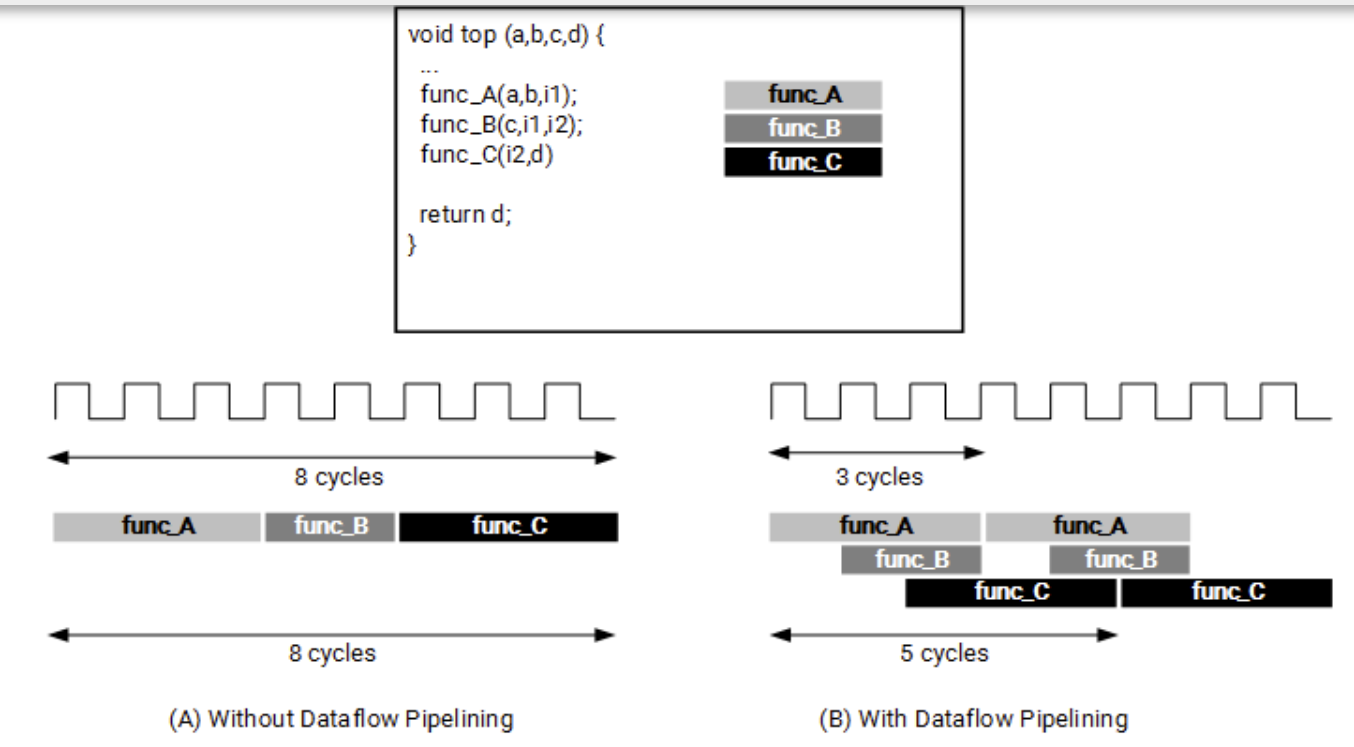 void top (a,b,c,d) {
...
func_A(a,b,i1);
func_B(c,i1,i2);
func_C(i2,d)
return d;
}
func_A
func_B
func_C
8 cycles
func_A func_B func_C
8 cycles
(A) Without Dataflow Pipelining
3 cycles
func_A func_A
func_B func_B
func_C func_C
5 cycles
(B) With Dataflow Pipelining